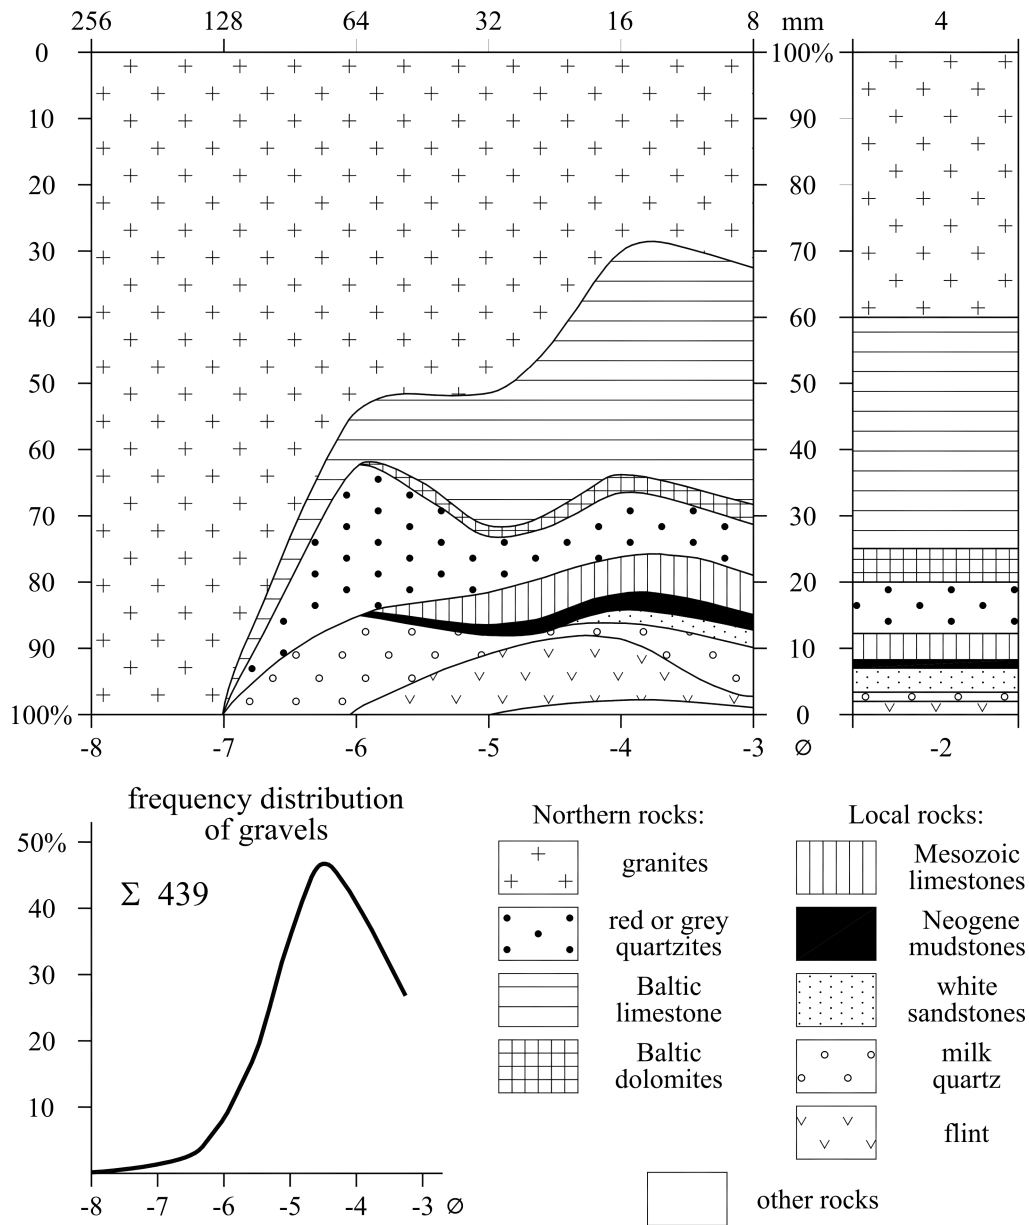 256 128 64 32 16 8 mm 4
0 100%
10 90
20 80
30 70
40 60
50 50
60 40
70 30
80 20
90 10
100% 0
-8 -7 -6 -5 -4 -3 ∅ -2
frequency distribution
of gravels
50%
Σ 439
40
30
20
10
-8 -7 -6 -5 -4 -3 ∅
Northern rocks:
granites
red or grey
quartzites
Baltic
limestone
Baltic
dolomites
Local rocks:
Mesozoic
limestones
Neogene
mudstones
white
sandstones
milk
quartz
flint
other rocks